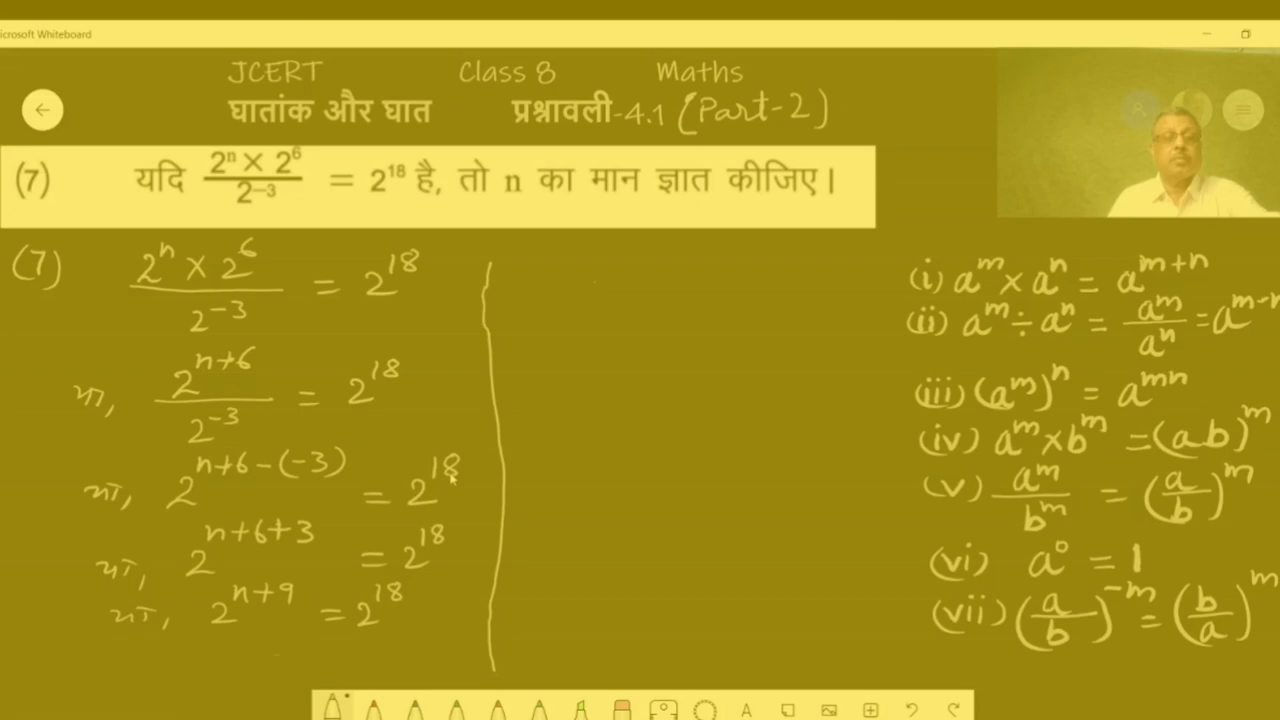 icrosoft Whiteboard
JCERT Class 8 Maths
घातांक और घात प्रश्नावली-4.1 (Part-2)
(7) यदि (2ⁿ × 2⁶)/2⁻³ = 2¹⁸ है, तो n का मान ज्ञात कीजिए।
(7) (2ⁿ × 2⁶)/2⁻³ = 2¹⁸
या, 2ⁿ⁺⁶/2⁻³ = 2¹⁸
या, 2ⁿ⁺⁶⁻⁽⁻³⁾ = 2¹⁸
या, 2ⁿ⁺⁶⁺³ = 2¹⁸
या, 2ⁿ⁺⁹ = 2¹⁸
(i) aᵐ × aⁿ = aᵐ⁺ⁿ
(ii) aᵐ ÷ aⁿ = aᵐ/aⁿ = aᵐ⁻ⁿ
(iii) (aᵐ)ⁿ = aᵐⁿ
(iv) aᵐ × bᵐ = (ab)ᵐ
(v) aᵐ/bᵐ = (a/b)ᵐ
(vi) a⁰ = 1
(vii) (a/b)⁻ᵐ = (b/a)ᵐ